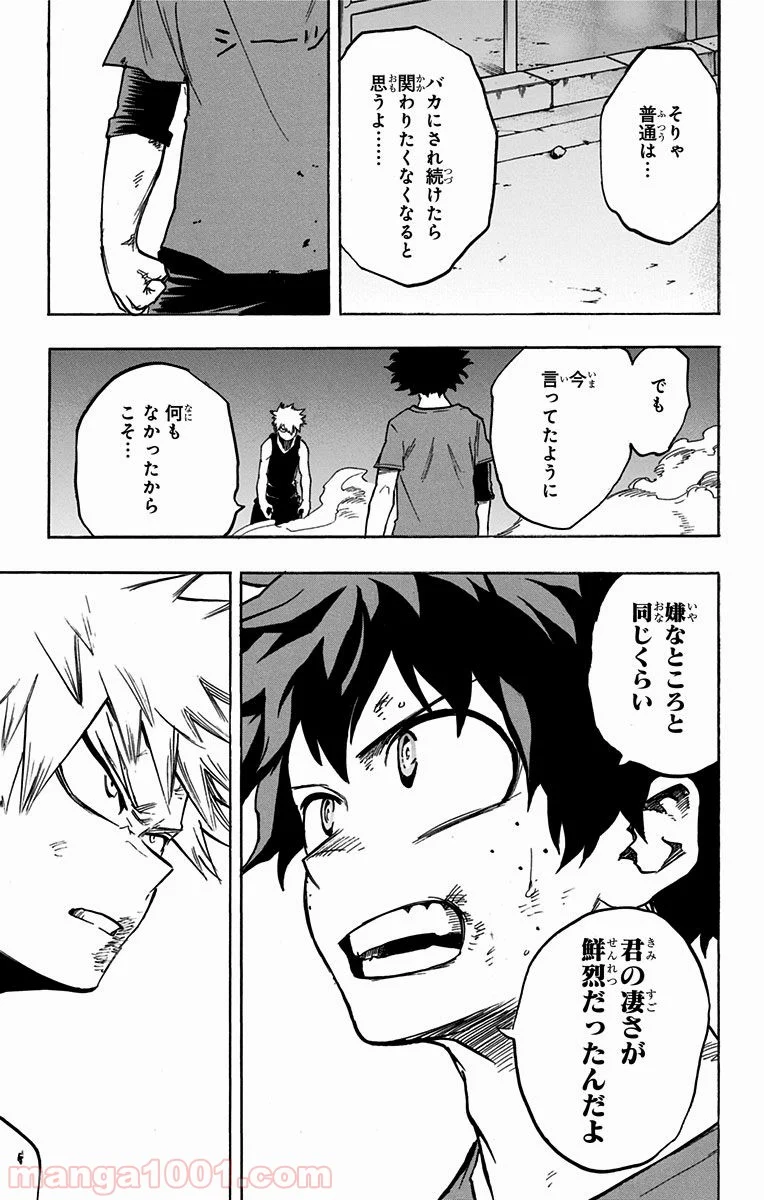 そりゃ
普通は…
バカにされ続けたら
関わりたくなくなると
思うよ……
でも
今
言ってたように
何も
なかったから
こそ…
嫌なところと
同じくらい
君の凄さが
鮮烈だったんだよ
manga1001.com